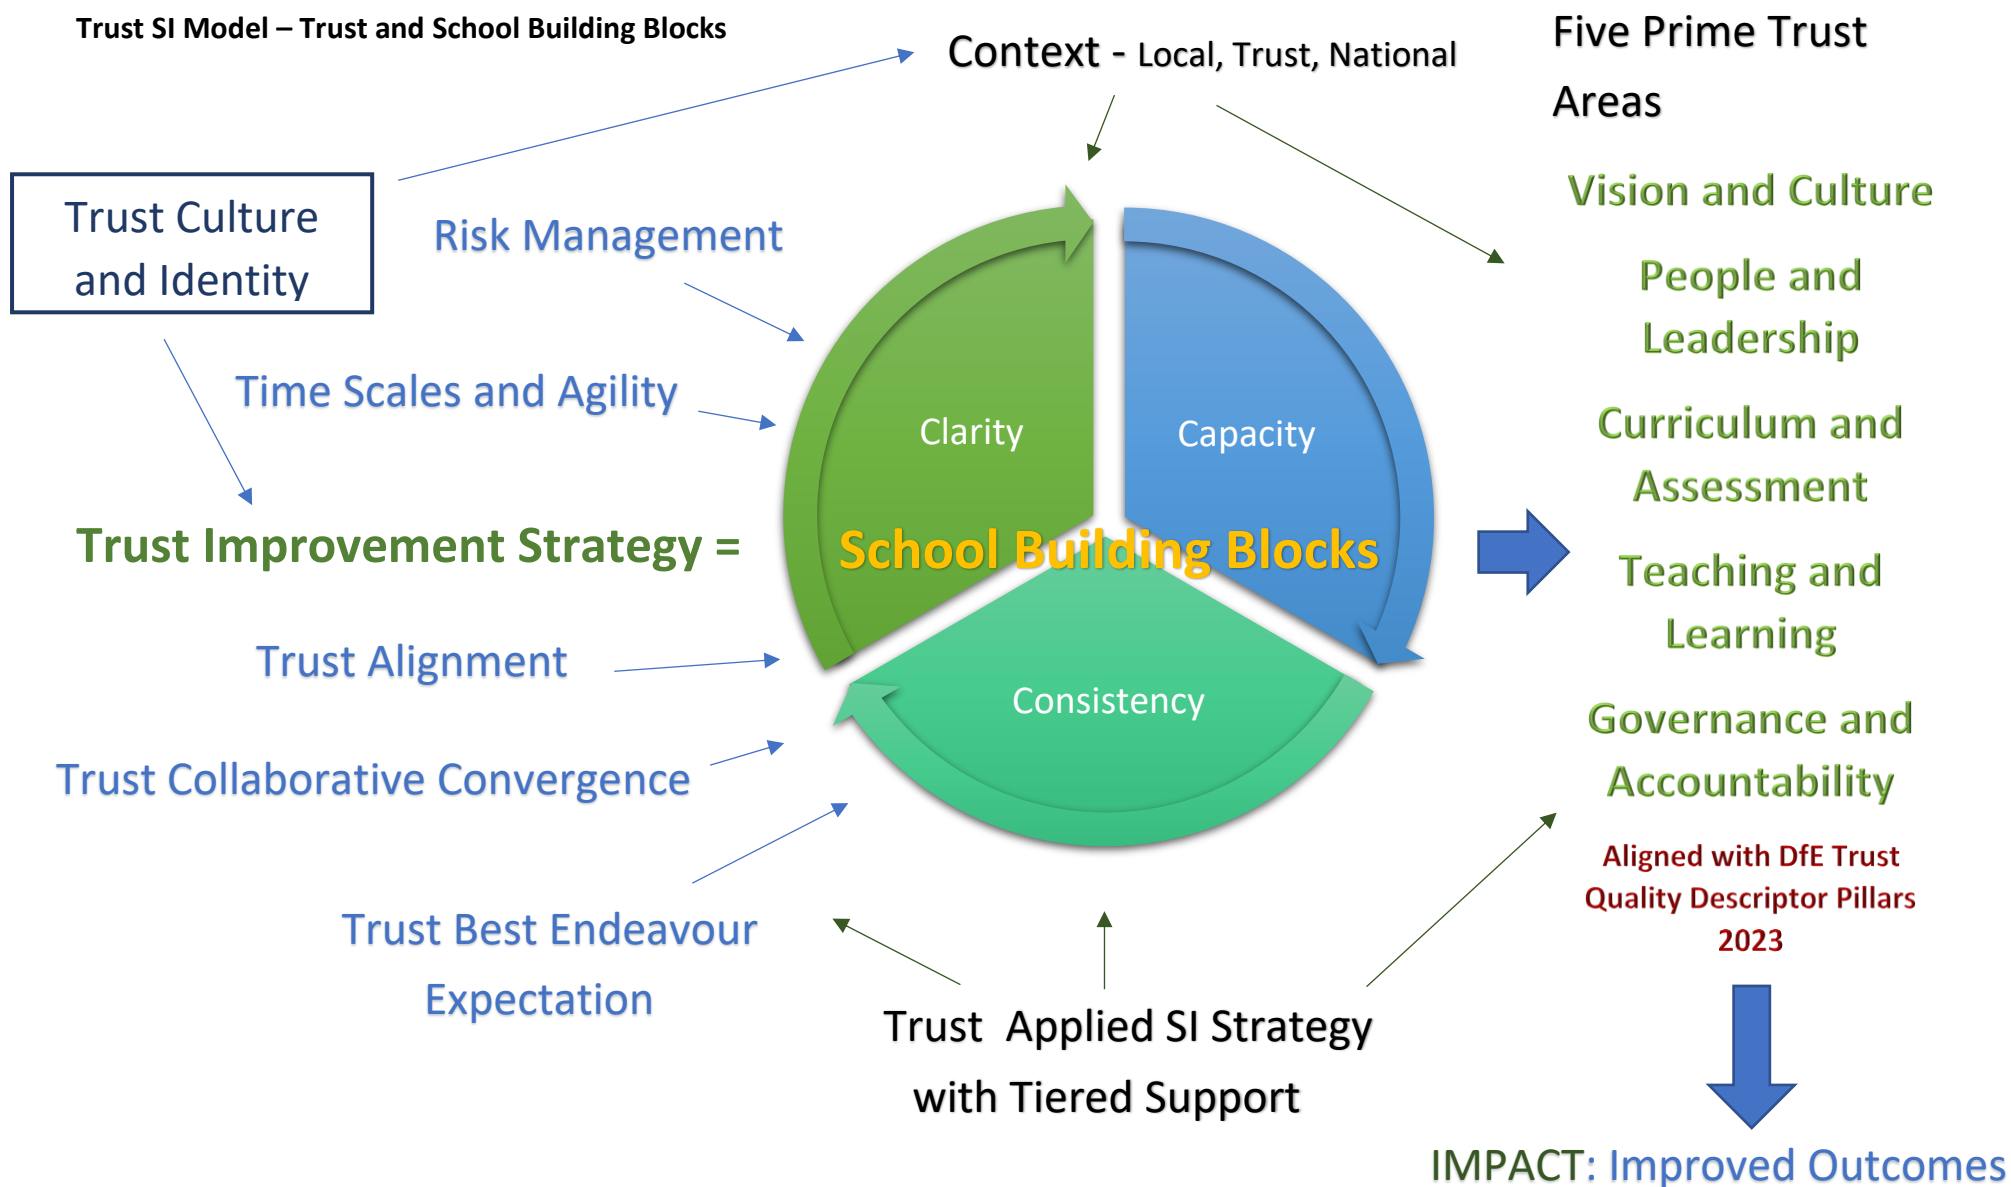 Trust SI Model – Trust and School Building Blocks
Context - Local, Trust, National
Five Prime Trust
Areas
Trust Culture
and Identity
Risk Management
Time Scales and Agility
Trust Improvement Strategy =
Trust Alignment
Trust Collaborative Convergence
Trust Best Endeavour
Expectation
Clarity
Capacity
School Building Blocks
Consistency
Trust  Applied SI Strategy
with Tiered Support
Vision and Culture
People and
Leadership
Curriculum and
Assessment
Teaching and
Learning
Governance and
Accountability
Aligned with DfE Trust
Quality Descriptor Pillars
2023
IMPACT: Improved Outcomes